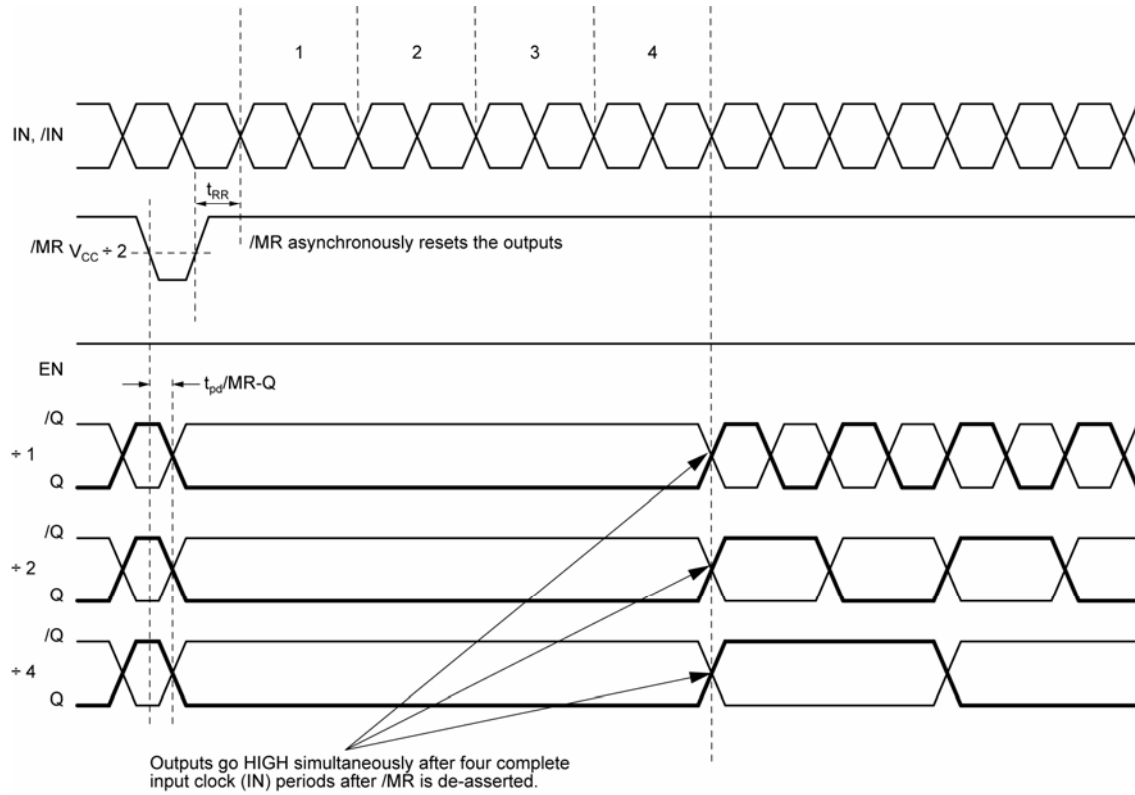 1 2 3 4
IN, /IN
tRR
/MR VCC ÷ 2
/MR asynchronously resets the outputs
EN
tpd/MR-Q
/Q
÷ 1
Q
/Q
÷ 2
Q
/Q
÷ 4
Q
Outputs go HIGH simultaneously after four complete
input clock (IN) periods after /MR is de-asserted.